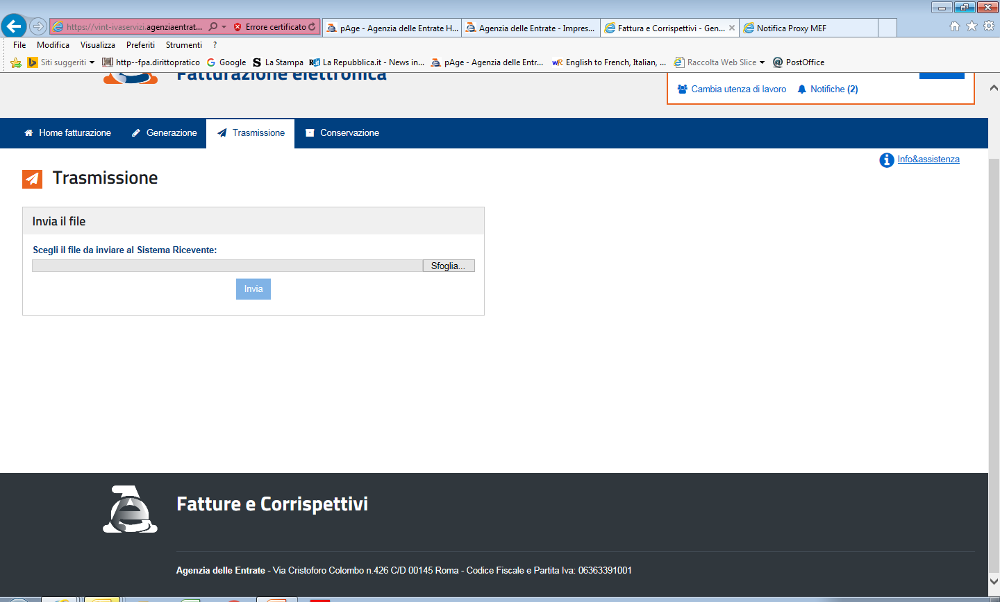 https://vint-ivaservizi.agenziaentrat... Errore certificato pAge - Agenzia delle Entrate H... Agenzia delle Entrate - Impres... Fattura e Corrispettivi - Gen... Notifica Proxy MEF
File Modifica Visualizza Preferiti Strumenti ?
Siti suggeriti http--fpa.dirittopratico Google La Stampa La Repubblica.it - News in... pAge - Agenzia delle Entr... English to French, Italian, ... Raccolta Web Slice PostOffice
Fatturazione elettronica
Cambia utenza di lavoro Notifiche (2)
Home fatturazione Generazione Trasmissione Conservazione
Info&assistenza
Trasmissione
Invia il file
Scegli il file da inviare al Sistema Ricevente:
Sfoglia...
Invia
Fatture e Corrispettivi
Agenzia delle Entrate - Via Cristoforo Colombo n.426 C/D 00145 Roma - Codice Fiscale e Partita Iva: 06363391001